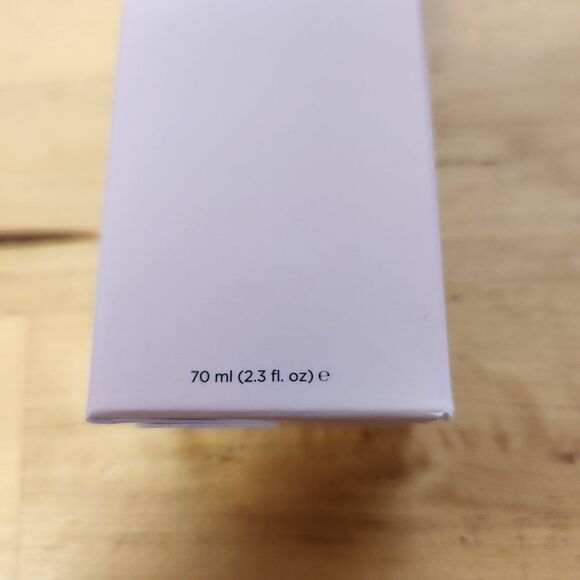 70 ml (2.3 fl. oz) ℮